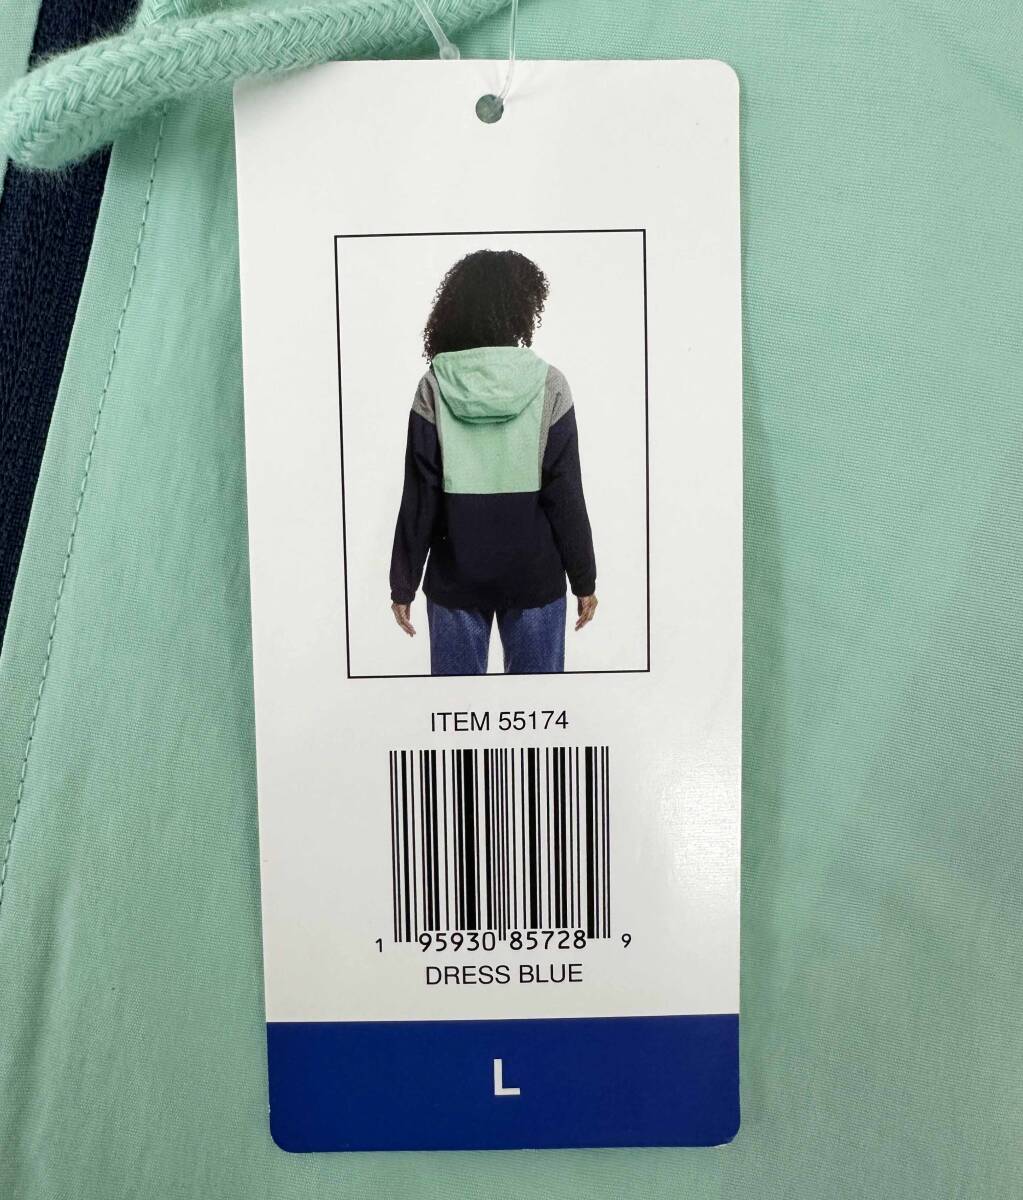 ITEM 55174
1 95930 85728 9
DRESS BLUE
L